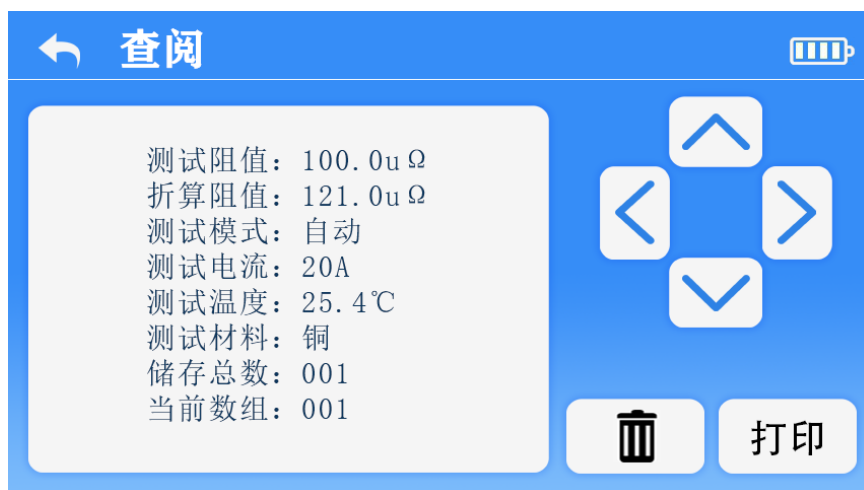 查阅
测试阻值：100.0uΩ
折算阻值：121.0uΩ
测试模式：自动
测试电流：20A
测试温度：25.4℃
测试材料：铜
储存总数：001
当前数组：001
打印